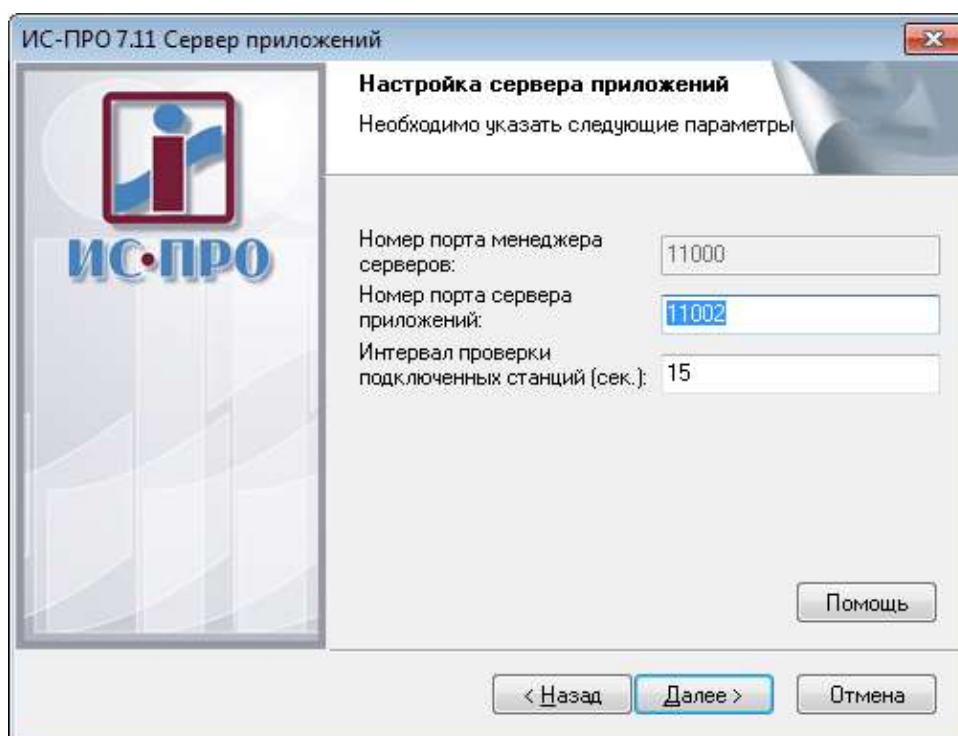 ИС-ПРО 7.11 Сервер приложений
Настройка сервера приложений
Необходимо указать следующие параметры
ИС•ПРО
Номер порта менеджера
серверов:
11000
Номер порта сервера
приложений:
11002
Интервал проверки
подключенных станций (сек.):
15
Помощь
< Назад
Далее >
Отмена